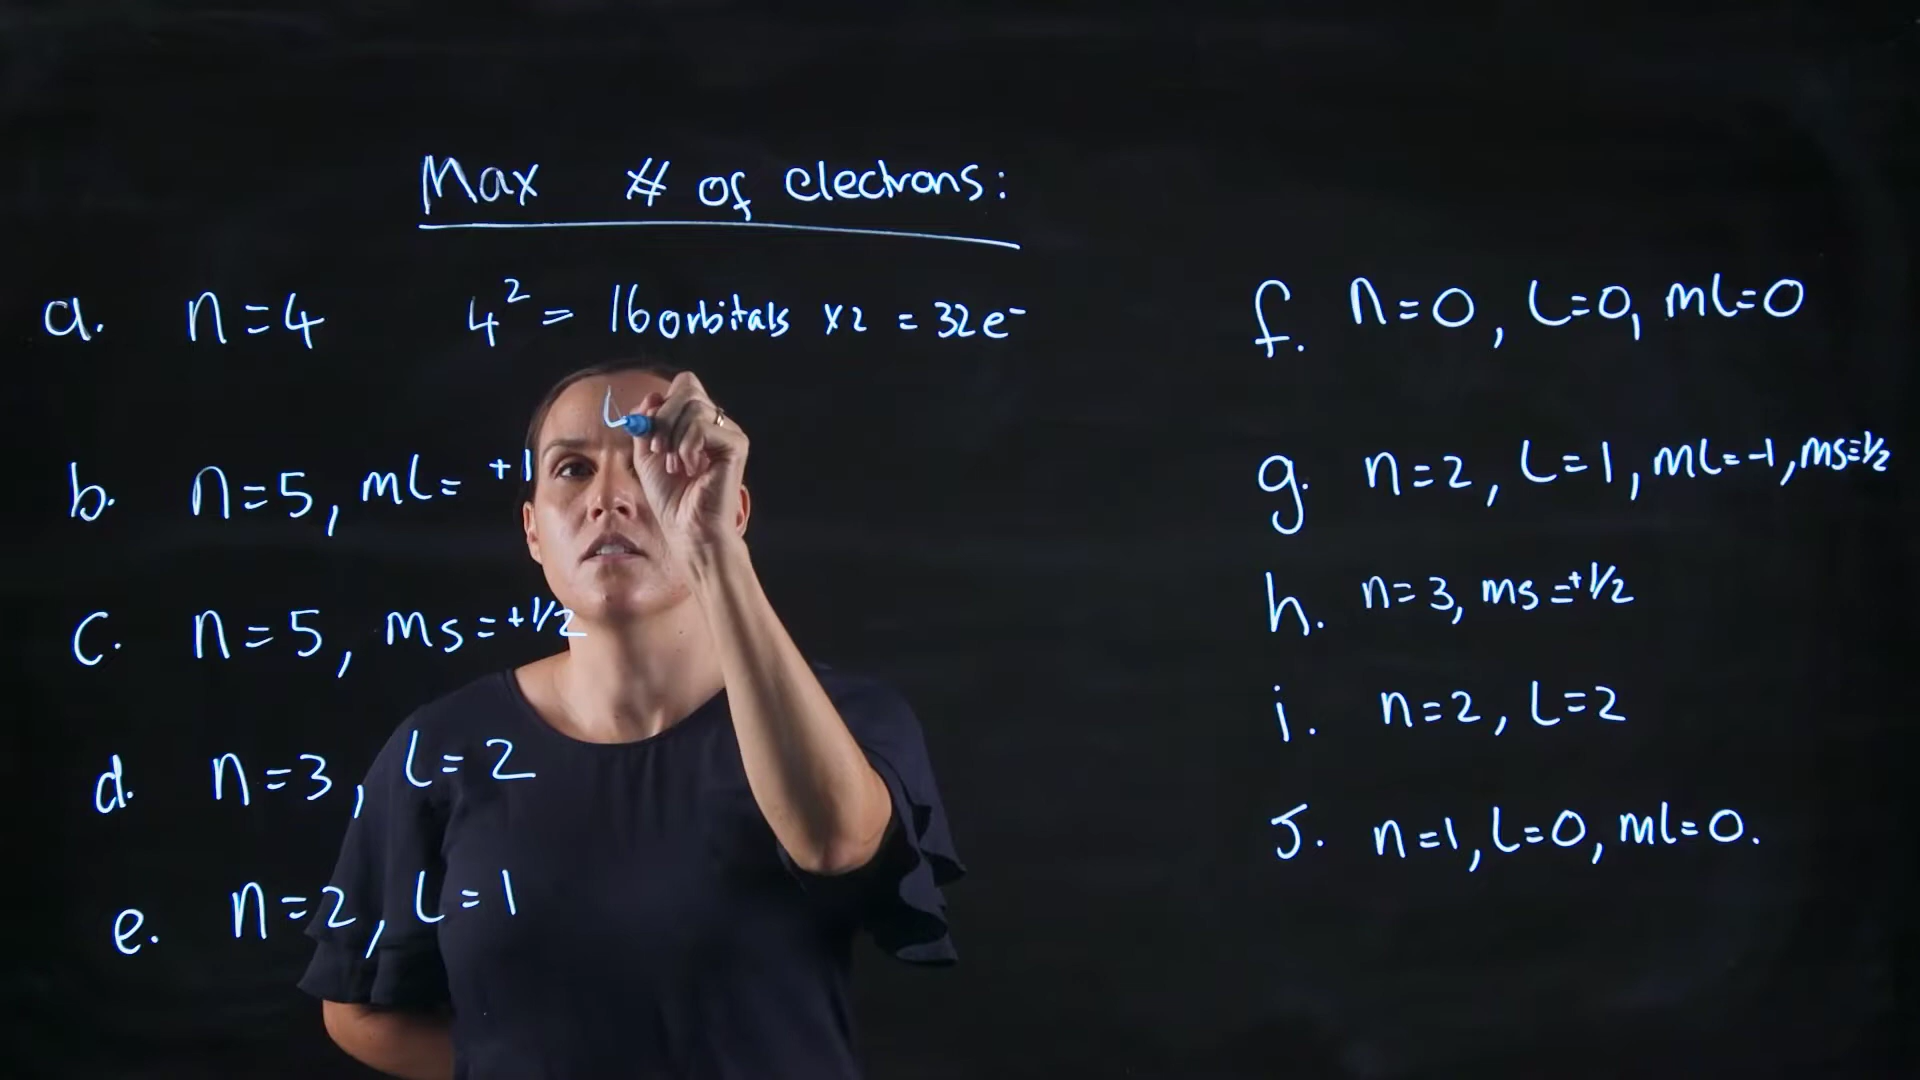 Max # of electrons:
a. n=4 4² = 16 orbitals x2 = 32e⁻
b. n=5, ml= +1
c. n=5, ms=+1/2
d. n=3, l=2
e. n=2, l=1
f. n=0, l=0, ml=0
g. n=2, l=1, ml=-1, ms=1/2
h. n=3, ms=+1/2
i. n=2, l=2
J. n=1, l=0, ml=0.